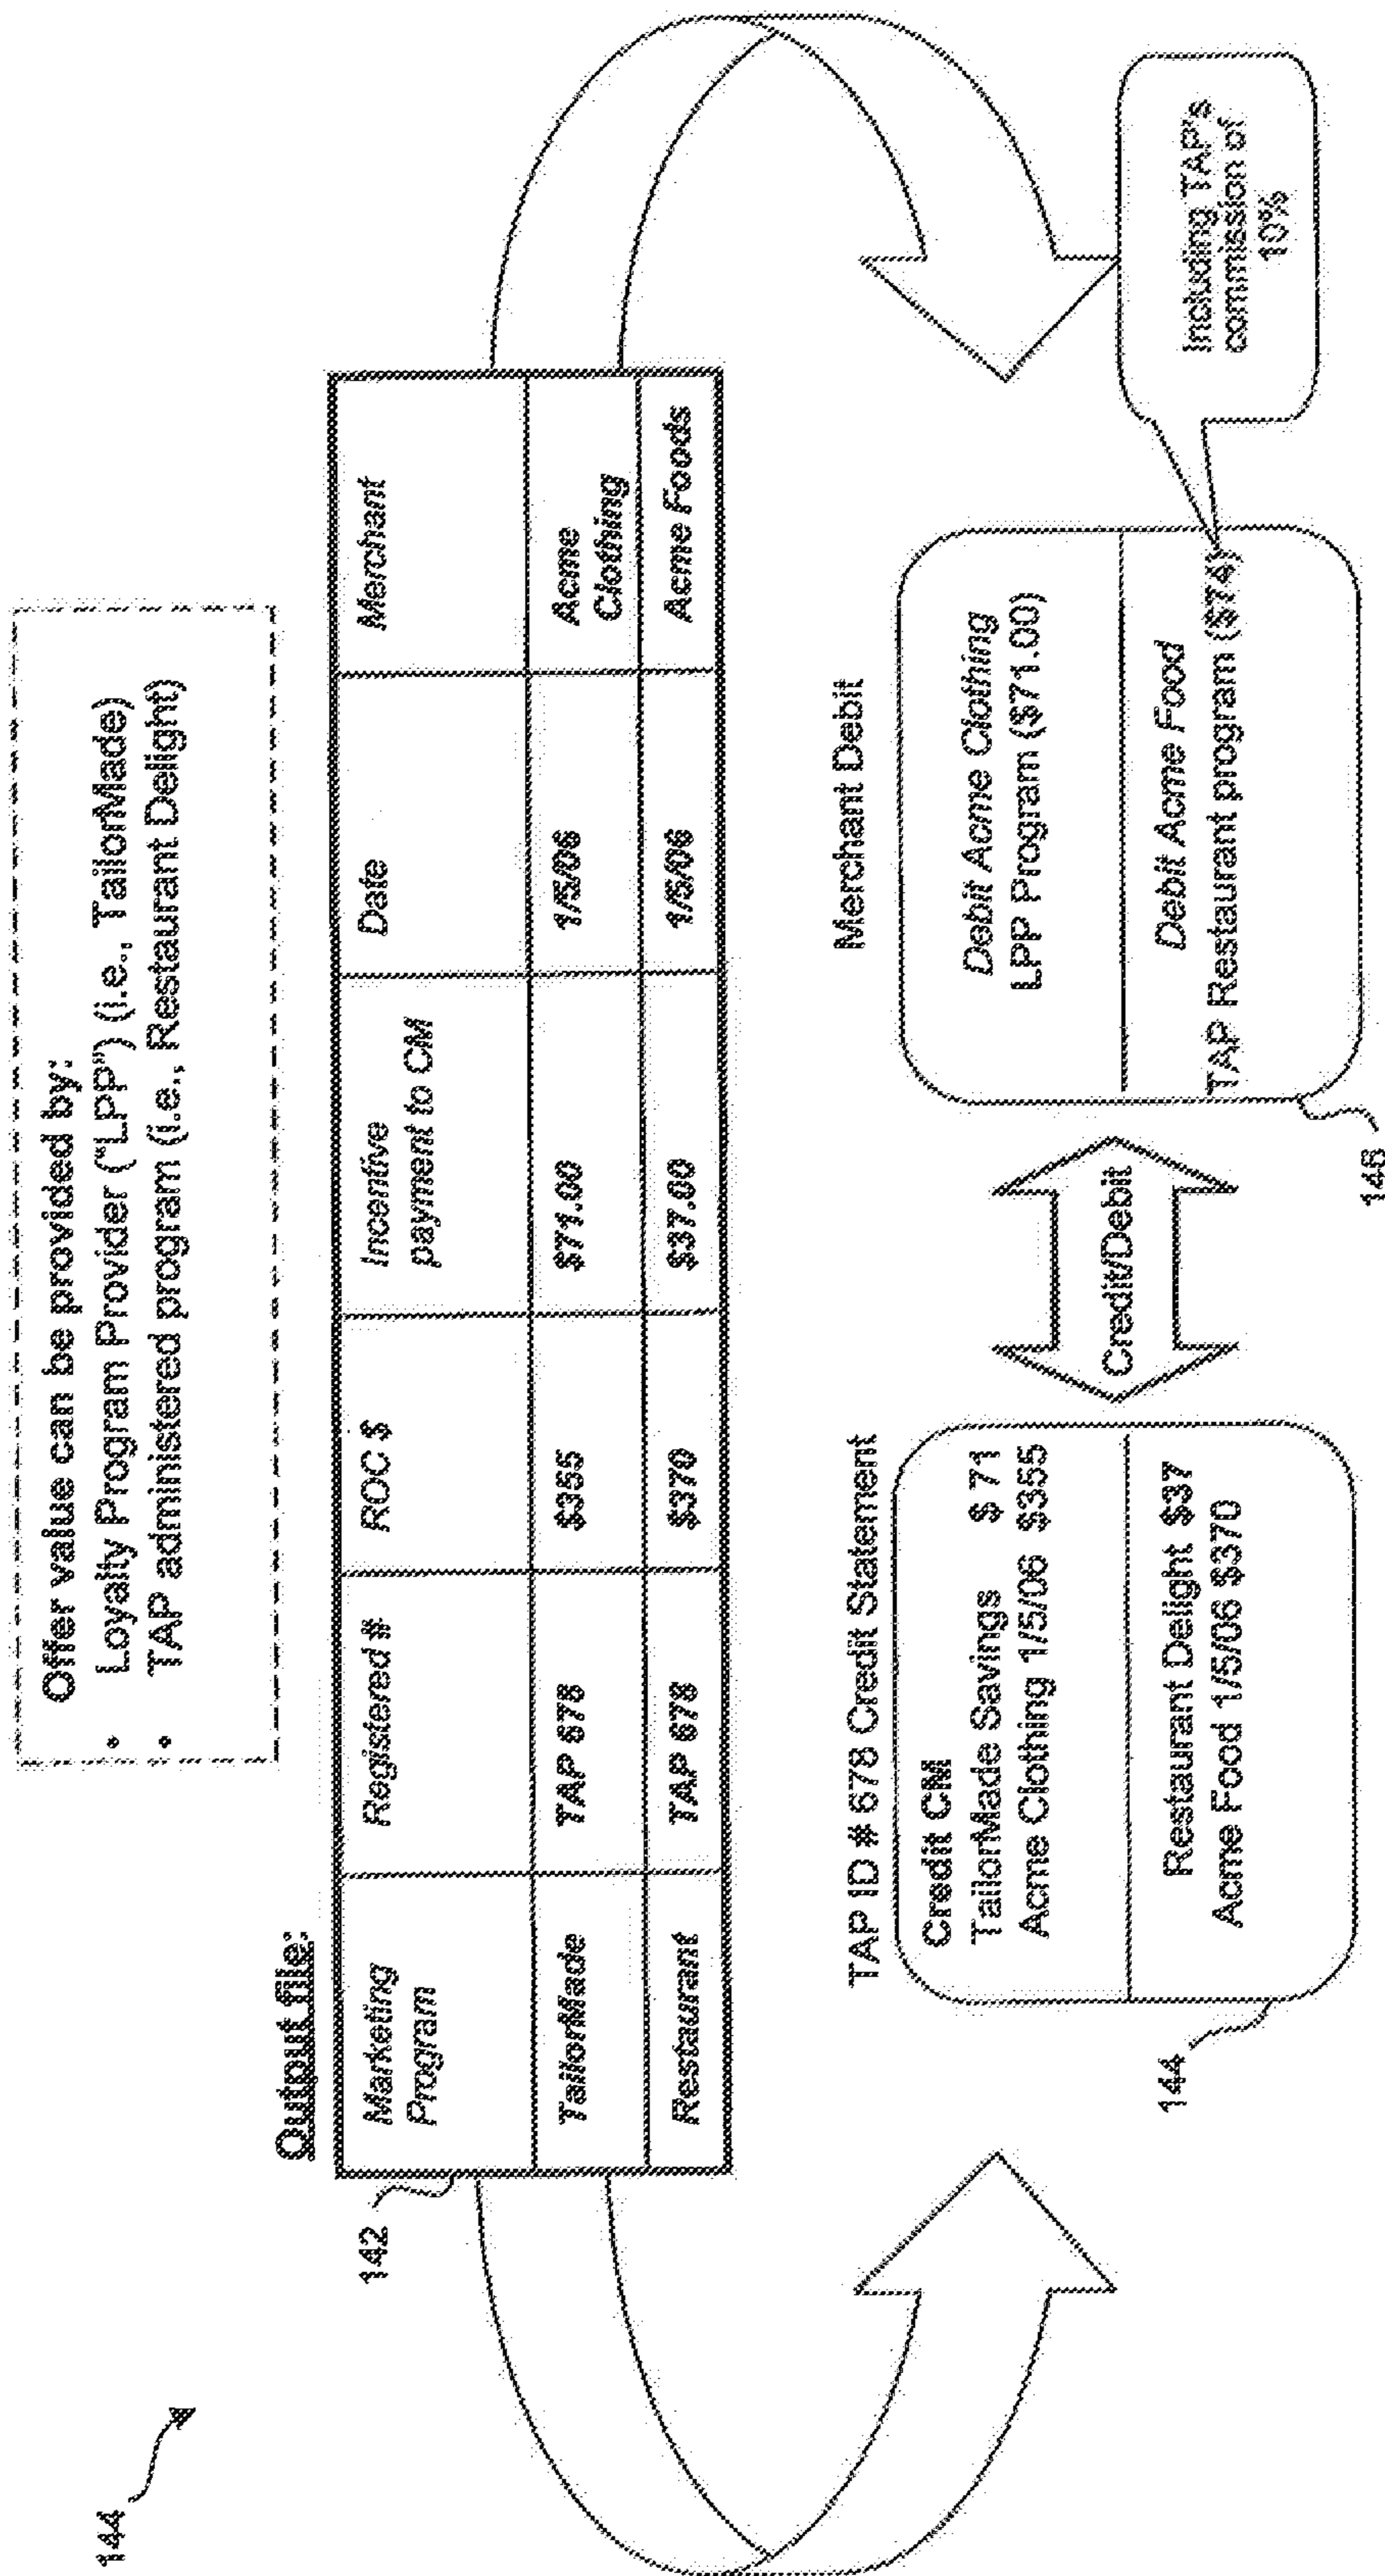 144
Offer value can be provided by:
• Loyalty Program Provider ("LPP") (i.e., TailorMade)
• TAP administered program (i.e., Restaurant Delight)
Output file:
142
Marketing Program
Registered #
ROC $
Incentive payment to CM
Date
Merchant
TailorMade
TAP 678
$355
$71.00
1/5/06
Acme Clothing
Restaurant
TAP 678
$370
$37.00
1/5/06
Acme Foods
TAP ID # 678 Credit Statement
Credit CM
TailorMade Savings $ 71
Acme Clothing 1/5/06 $355
Restaurant Delight $37
Acme Food 1/5/06 $370
144
Credit/Debit
Merchant Debit
Debit Acme Clothing
LPP Program ($71.00)
Debit Acme Food
TAP Restaurant program ($74)
146
Including TAP's
commission of
10%